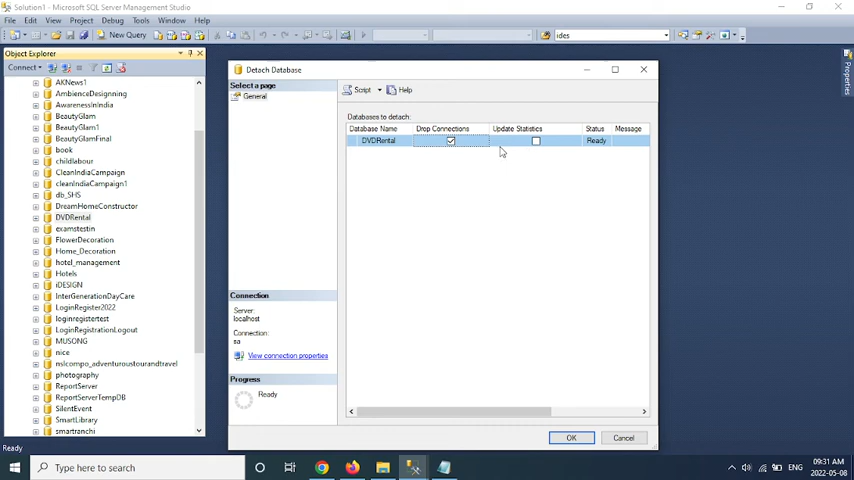 Solution1 - Microsoft SQL Server Management Studio
File Edit View Project Debug Tools Window Help
New Query
ides
Object Explorer
Connect
AKNews1
AmbienceDesignning
AwarenessInIndia
BeautyGlam
BeautyGlam1
BeautyGlamFinal
book
childlabour
CleanIndiaCampaign
cleanIndiaCampaign1
db_SHS
DreamHomeConstructor
DVDRental
examstestin
FlowerDecoration
Home_Decoration
hotel_management
Hotels
iDESIGN
InterGenerationDayCare
LoginRegister2022
loginregistertest
LoginRegistrationLogout
MUSONG
nice
nslcompo_adventuroustourandtravel
photography
ReportServer
ReportServerTempDB
SilentEvent
SmartLibrary
smartranchi
Detach Database
Select a page
General
Script
Help
Databases to detach:
Database Name Drop Connections Update Statistics Status Message
DVDRental Ready
Connection
Server:
localhost
Connection:
sa
View connection properties
Progress
Ready
OK Cancel
Properties
Ready
Type here to search
ENG
09:31 AM
2022-05-08